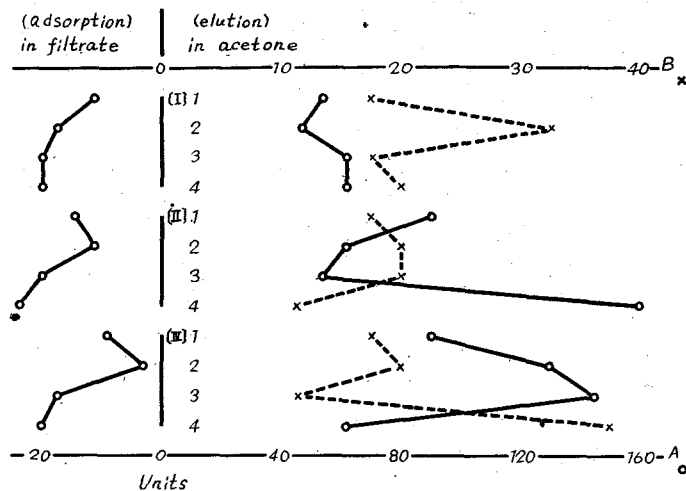 (adsorption) (elution)
in filtrate in acetone
0 10 20 30 40 B
(I) 1
2
3
4
(II) 1
2
3
4
(IV) 1
2
3
4
20 0 40 80 120 160 A
Units